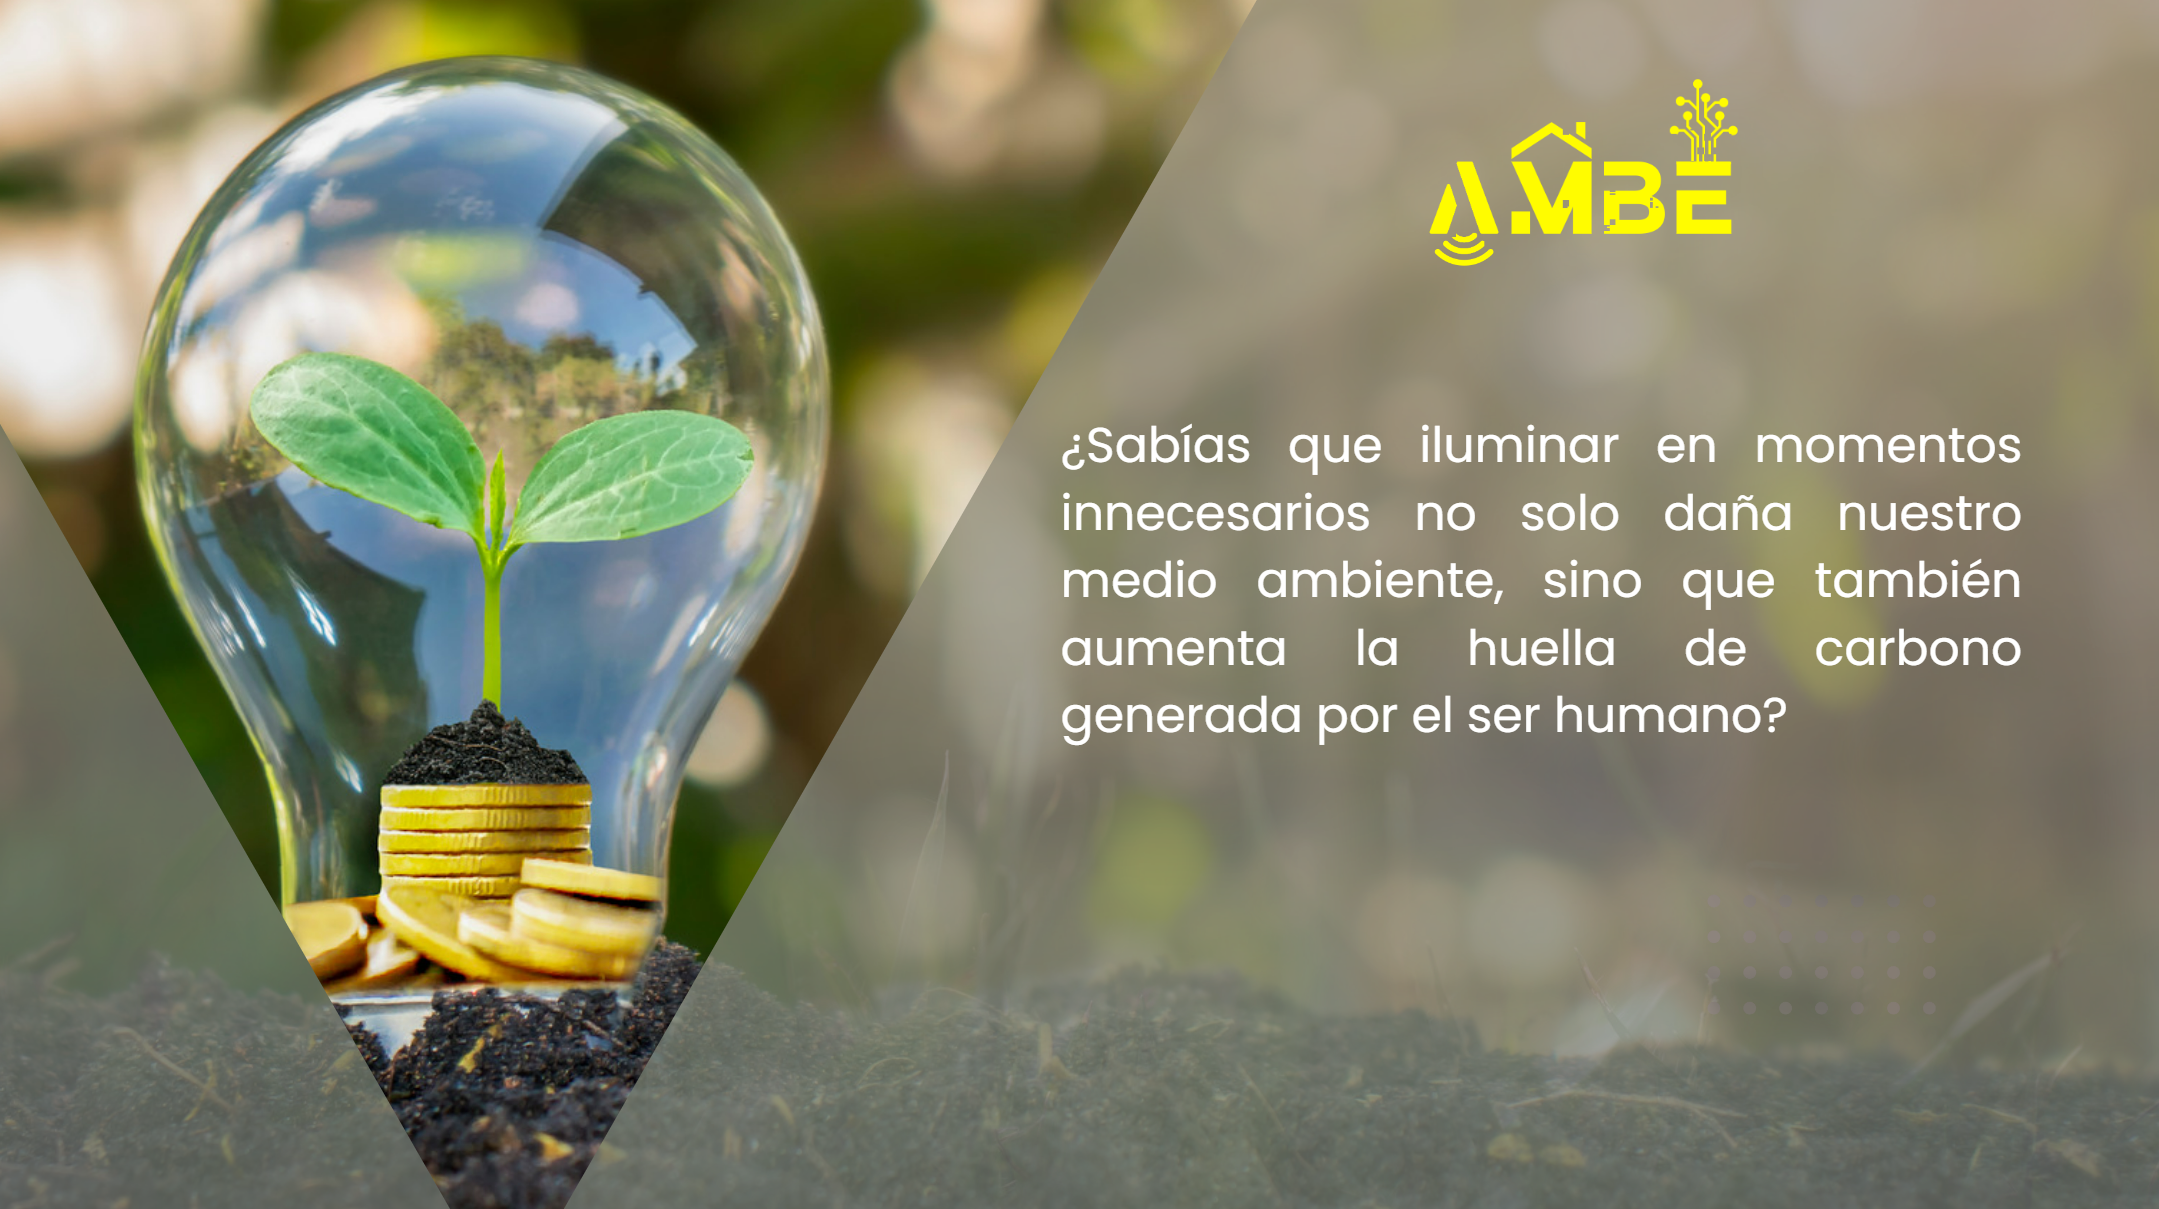 AMBE
¿Sabías que iluminar en momentos
innecesarios no solo daña nuestro
medio ambiente, sino que también
aumenta la huella de carbono
generada por el ser humano?